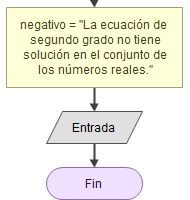 negativo = "La ecuación de
segundo grado no tiene
solución en el conjunto de
los números reales."
Entrada
Fin